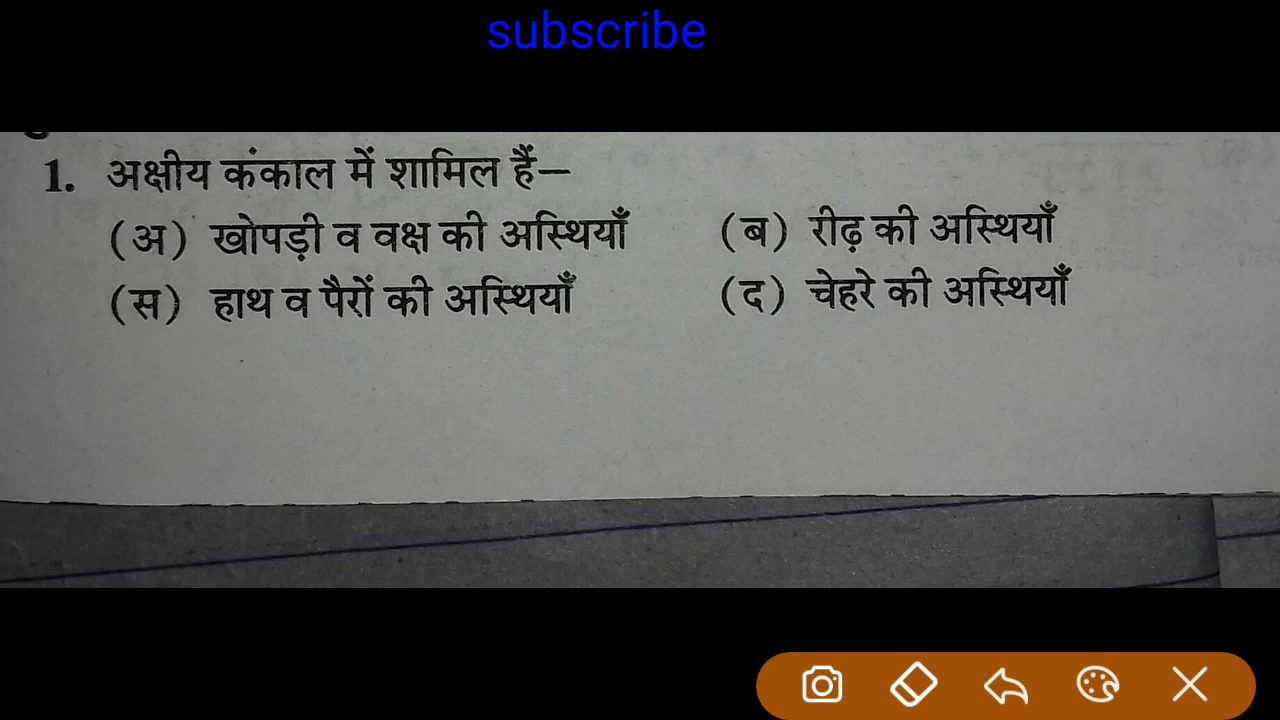 subscribe
1. अक्षीय कंकाल में शामिल हैं—
(अ) खोपड़ी व वक्ष की अस्थियाँ (ब) रीढ़ की अस्थियाँ
(स) हाथ व पैरों की अस्थियाँ (द) चेहरे की अस्थियाँ